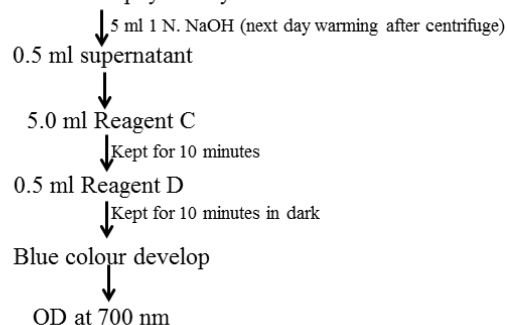 5 ml 1 N. NaOH (next day warming after centrifuge)
0.5 ml supernatant
5.0 ml Reagent C
Kept for 10 minutes
0.5 ml Reagent D
Kept for 10 minutes in dark
Blue colour develop
OD at 700 nm